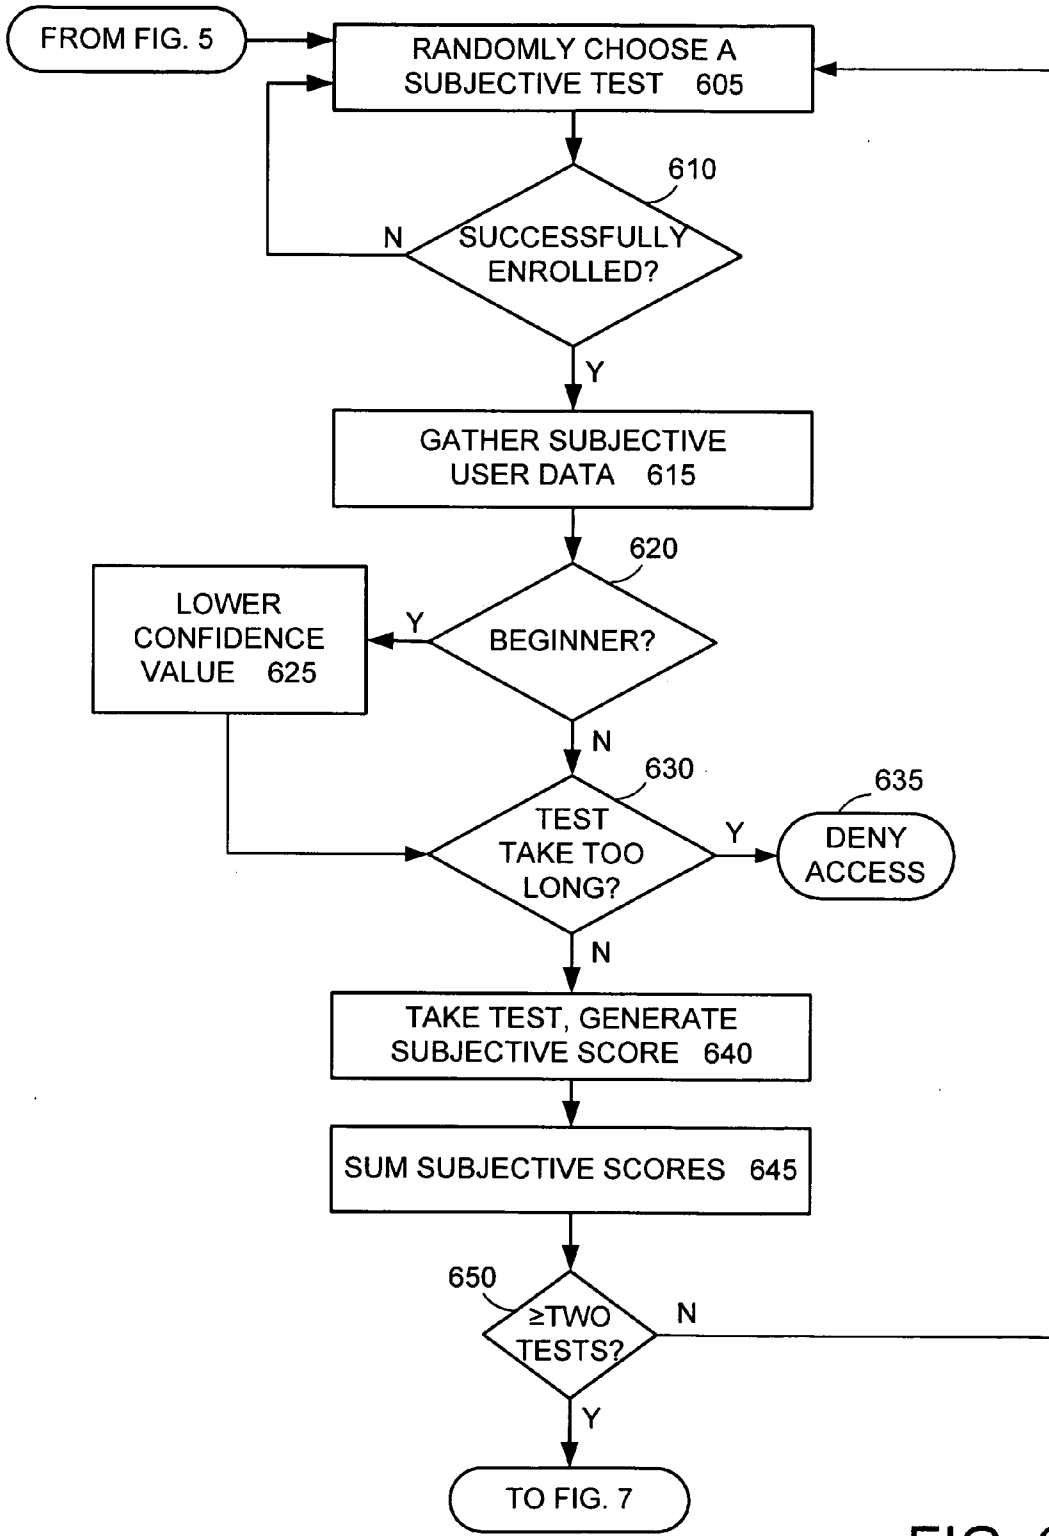 FROM FIG. 5
RANDOMLY CHOOSE A
SUBJECTIVE TEST 605
610
N
SUCCESSFULLY
ENROLLED?
Y
GATHER SUBJECTIVE
USER DATA 615
620
LOWER
CONFIDENCE
VALUE 625
Y
BEGINNER?
N
630
635
TEST
TAKE TOO
LONG?
Y
DENY
ACCESS
N
TAKE TEST, GENERATE
SUBJECTIVE SCORE 640
SUM SUBJECTIVE SCORES 645
650
≥TWO
TESTS?
N
Y
TO FIG. 7
FIG.